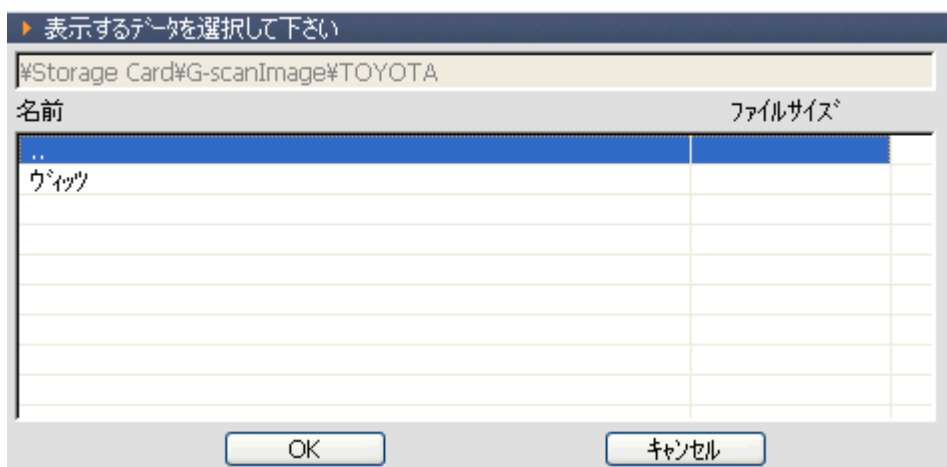 表示するデータを選択して下さい
¥Storage Card¥G-scanImage¥TOYOTA
名前 ファイルサイズ
..
ヴィッツ
OK キャンセル